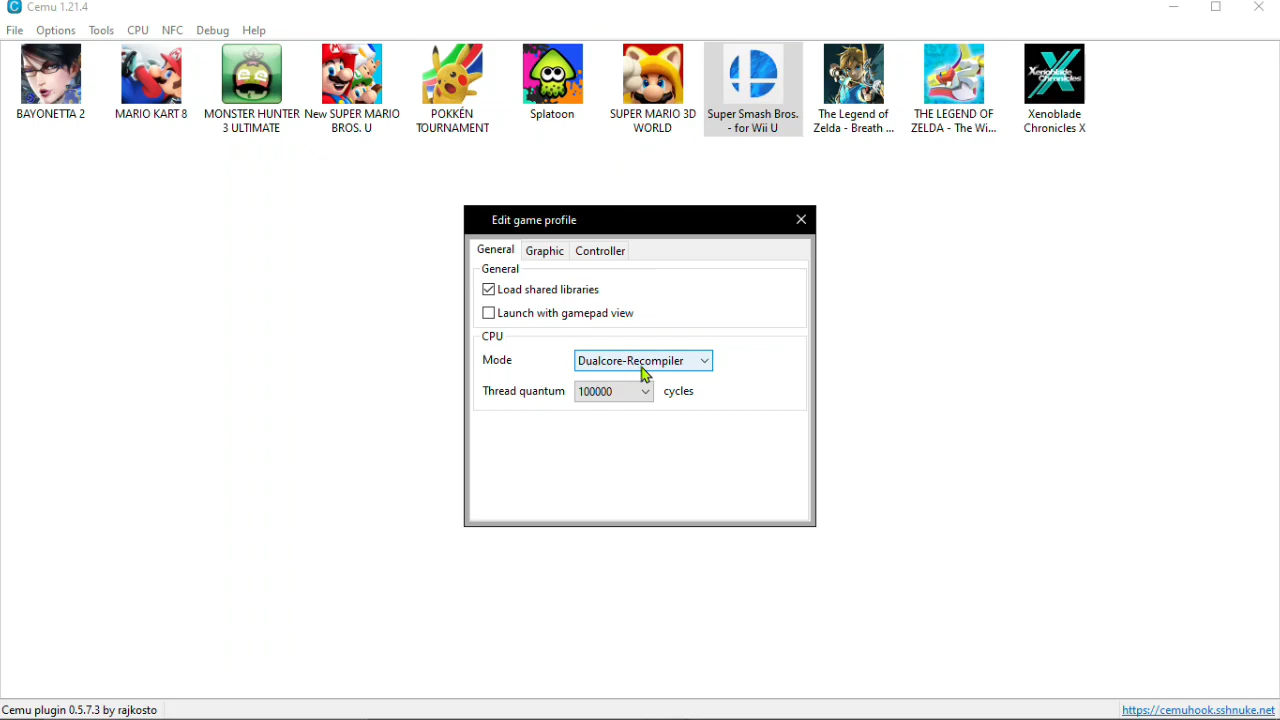 Cemu 1.21.4
File Options Tools CPU NFC Debug Help
BAYONETTA 2
MARIO KART 8
MONSTER HUNTER
3 ULTIMATE
New SUPER MARIO
BROS. U
POKKÉN
TOURNAMENT
Splatoon
SUPER MARIO 3D
WORLD
Super Smash Bros.
- for Wii U
The Legend of
Zelda - Breath ...
THE LEGEND OF
ZELDA - The Wi...
Xenoblade
Chronicles
Xenoblade
Chronicles X
Edit game profile
General Graphic Controller
General
Load shared libraries
Launch with gamepad view
CPU
Mode Dualcore-Recompiler
Thread quantum 100000 cycles
Cemu plugin 0.5.7.3 by rajkosto
https://cemuhook.sshnuke.net